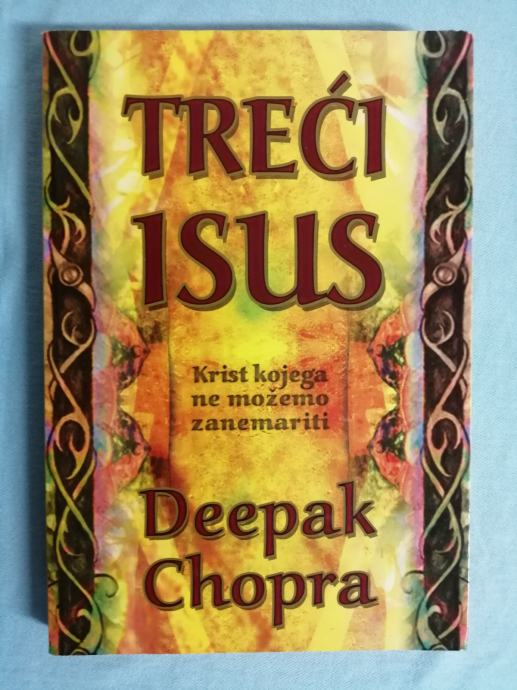 TREĆI
ISUS
Krist kojega
ne možemo
zanemariti
Deepak
Chopra